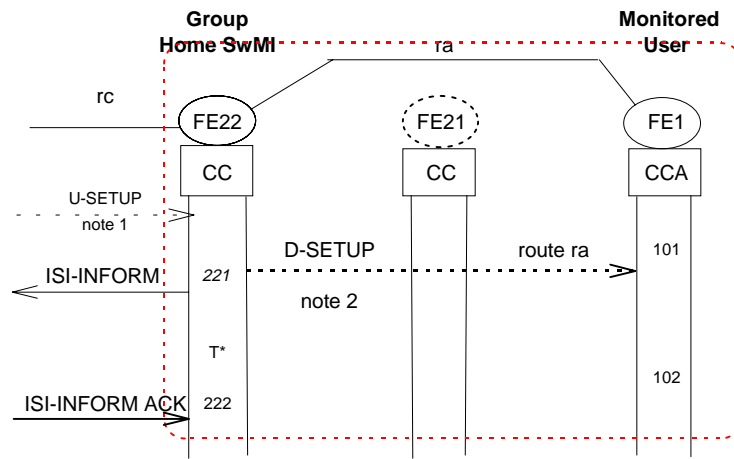 Group
Home SwMI
Monitored
User
rc
ra
FE22
FE21
FE1
CC
CC
CCA
U-SETUP
note 1
D-SETUP
route ra
101
ISI-INFORM
221
note 2
T*
102
ISI-INFORM ACK
222